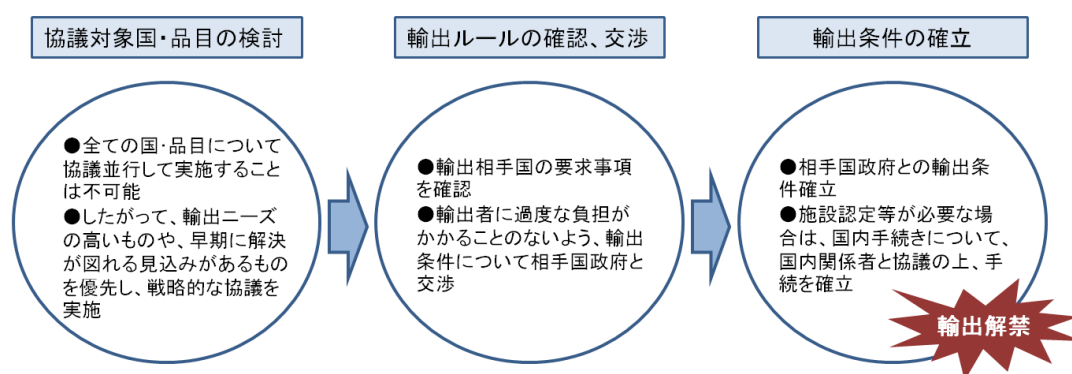 協議対象国・品目の検討
輸出ルールの確認、交渉
輸出条件の確立
●全ての国・品目について
協議並行して実施すること
は不可能
●したがって、輸出ニーズ
の高いものや、早期に解決
が図れる見込みがあるもの
を優先し、戦略的な協議を
実施
●輸出相手国の要求事項
を確認
●輸出者に過度な負担が
かかることのないよう、輸出
条件について相手国政府と
交渉
●相手国政府との輸出条
件確立
●施設認定等が必要な場
合は、国内手続きについて、
国内関係者と協議の上、手
続を確立
輸出解禁